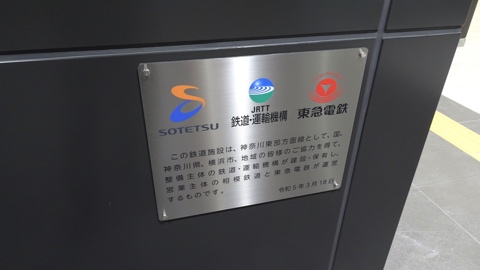 SOTETSU
JRTT
鉄道・運輸機構
東急電鉄
この鉄道施設は、神奈川東部方面線として、国、
神奈川県、横浜市、地域の皆様のご協力を得て、
整備主体の鉄道・運輸機構が建設・保有し、
営業主体の相模鉄道と東急電鉄が運営
するものです。
令和5年3月18日